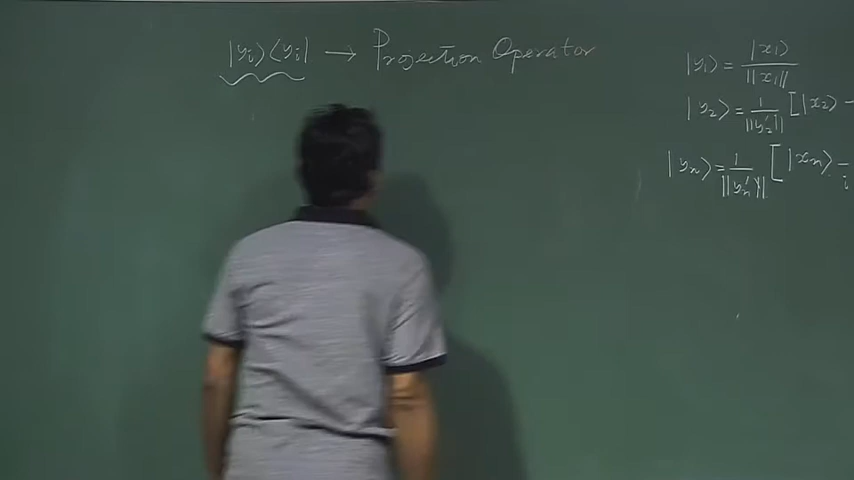 |y_i⟩⟨y_i| → Projection Operator
|y_1⟩ = |x_1⟩ / ||x_1||
|y_2⟩ = 1 / ||y_2'|| [|x_2⟩ −
|y_n⟩ = 1 / ||y_n'|| [|x_n⟩ − i